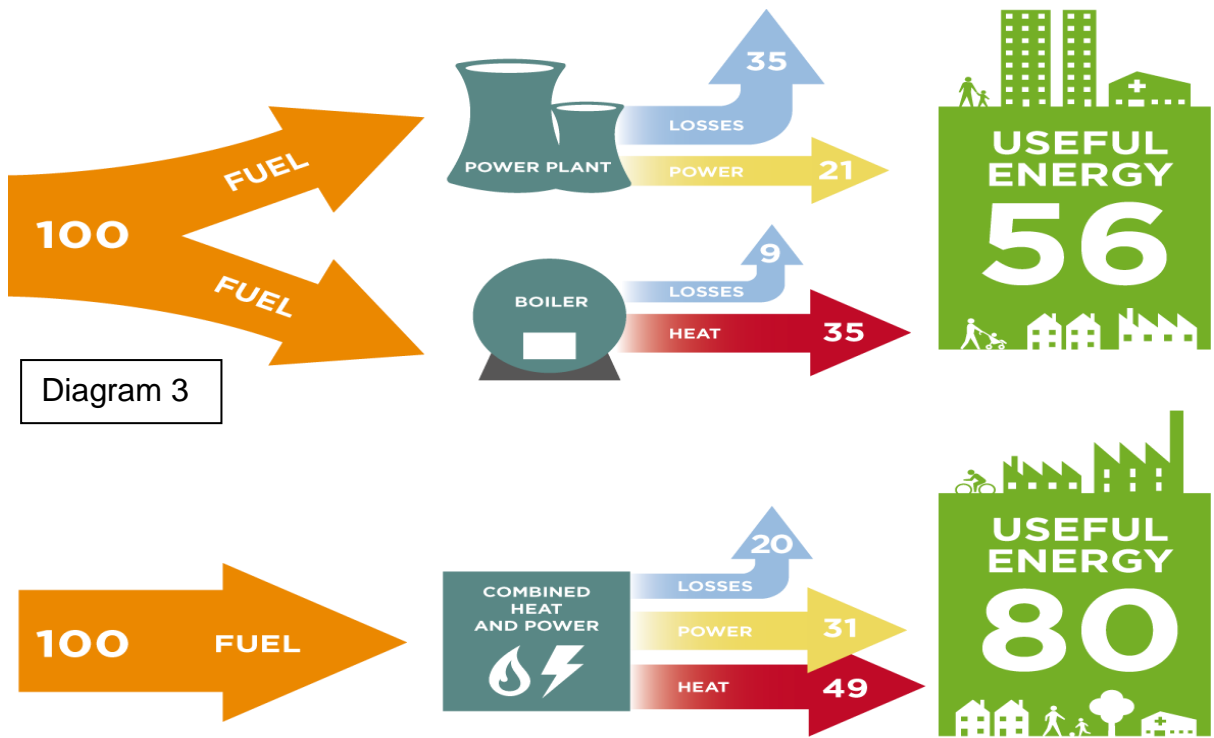 100
FUEL
FUEL
POWER PLANT
35
LOSSES
POWER
21
BOILER
9
LOSSES
HEAT
35
USEFUL
ENERGY
56
Diagram 3
100
FUEL
COMBINED
HEAT
AND POWER
20
LOSSES
POWER
31
HEAT
49
USEFUL
ENERGY
80